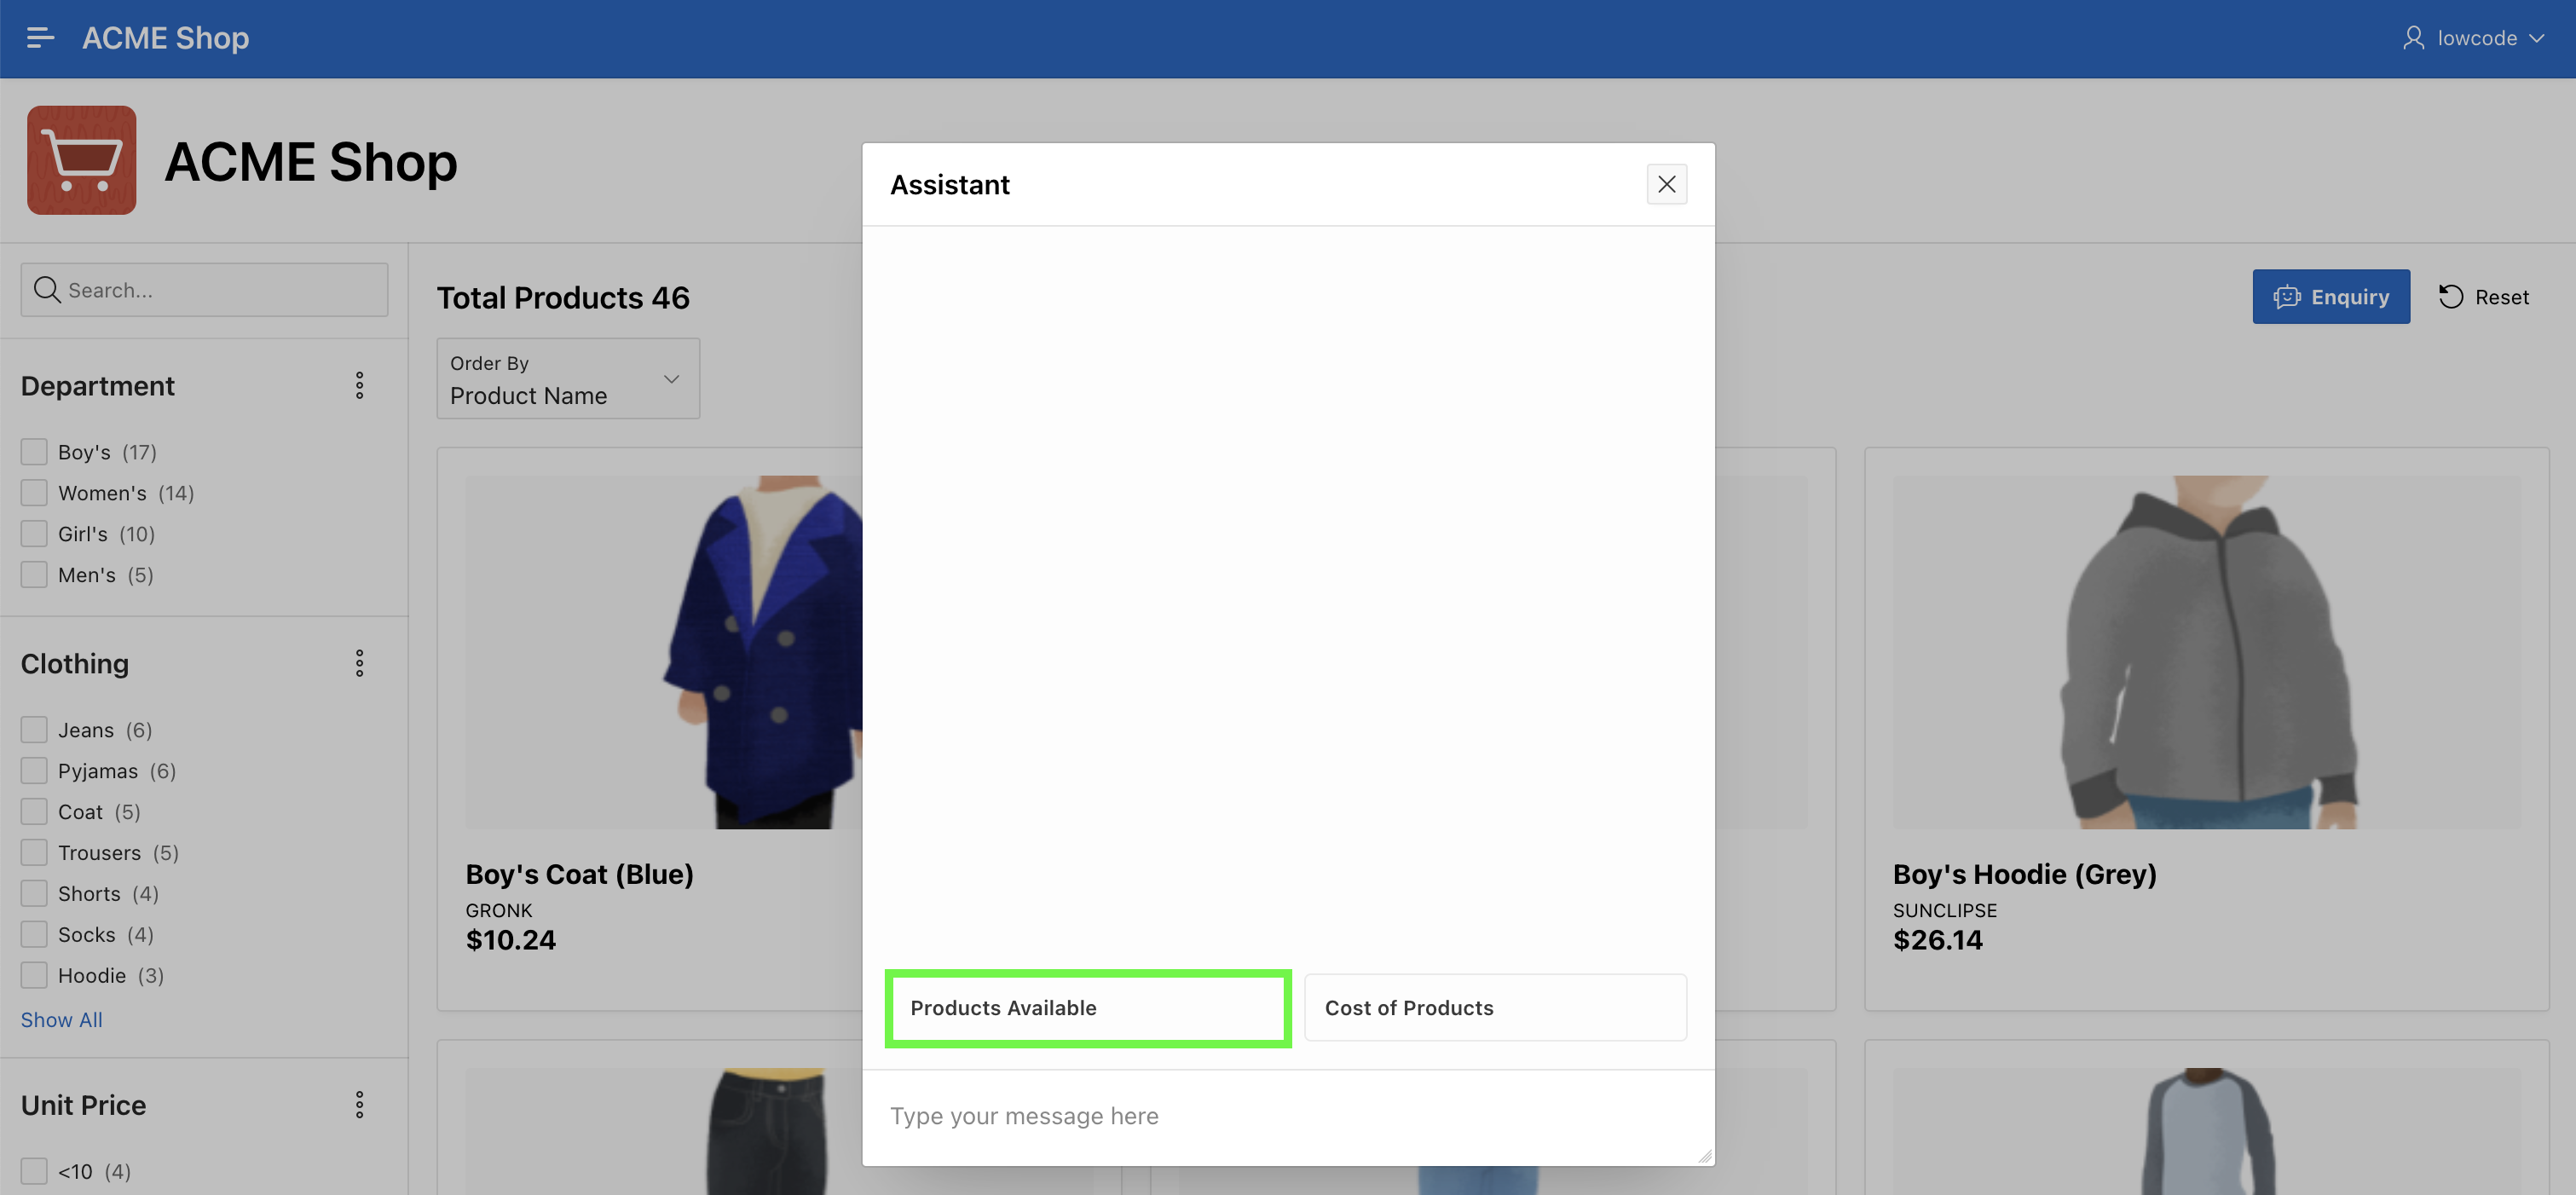 ACME Shop
lowcode
ACME Shop
Assistant
Search...
Total Products 46
Enquiry
Reset
Order By
Product Name
Department
Boy's (17)
Women's (14)
Girl's (10)
Men's (5)
Clothing
Jeans (6)
Pyjamas (6)
Coat (5)
Trousers (5)
Shorts (4)
Socks (4)
Hoodie (3)
Show All
Unit Price
<10 (4)
Boy's Coat (Blue)
GRONK
$10.24
Boy's Hoodie (Grey)
SUNCLIPSE
$26.14
Products Available
Cost of Products
Type your message here